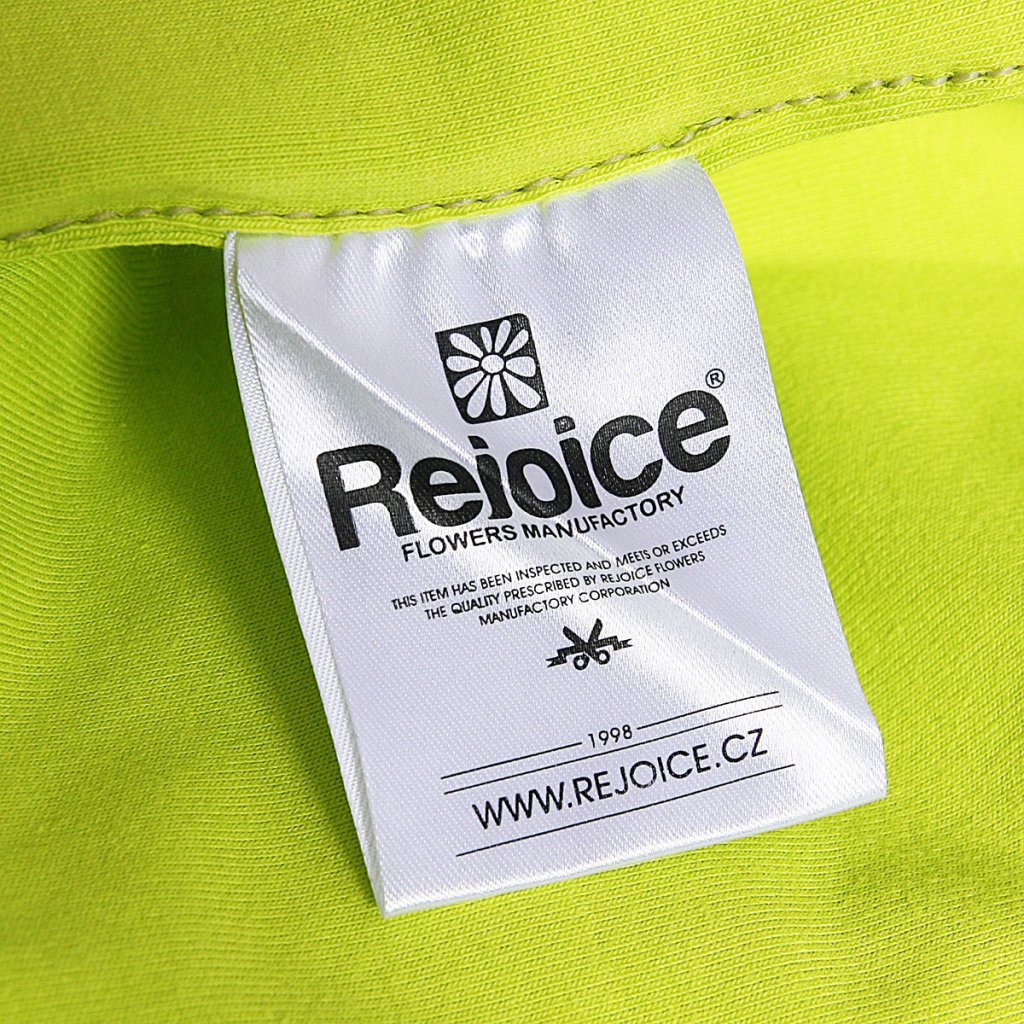 Rejoice®
FLOWERS MANUFACTORY
THIS ITEM HAS BEEN INSPECTED AND MEETS OR EXCEEDS
THE QUALITY PRESCRIBED BY REJOICE FLOWERS
MANUFACTORY CORPORATION
1998
WWW.REJOICE.CZ